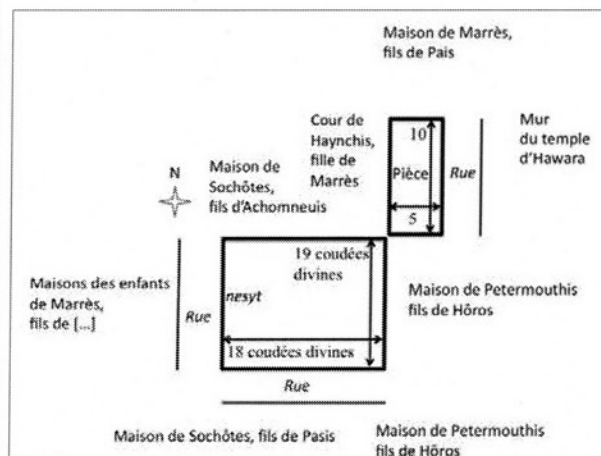 Maison de Marrès,
fils de Pais
Cour de
Haynchis,
fille de
Marrès
10
Pièce
5
Rue
Mur
du temple
d'Hawara
N
Maison de
Sochôtes,
fils d'Achomneuis
19 coudées
divines
nesyt
18 coudées divines
Maisons des enfants
de Marrès,
fils de [...]
Rue
Maison de Petermouthis
fils de Hôros
Rue
Maison de Sochôtes, fils de Pasis
Maison de Petermouthis
fils de Hôros